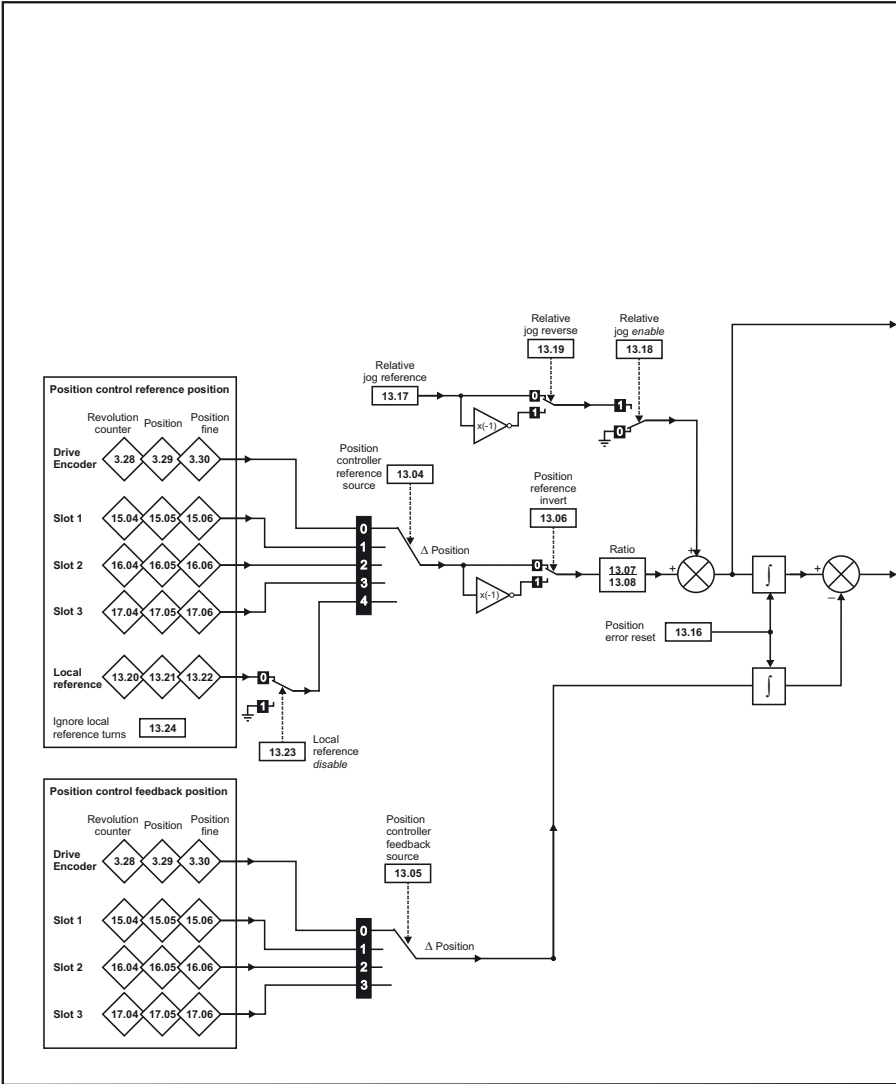 Relative
jog reverse
13.19
Relative
jog enable
13.18
Relative
jog reference
13.17
0
1
x(-1)
1
0
Position control reference position
Revolution
counter
Position
Position
fine
Drive
Encoder
3.28
3.29
3.30
Slot 1
15.04
15.05
15.06
Slot 2
16.04
16.05
16.06
Slot 3
17.04
17.05
17.06
Local
reference
13.20
13.21
13.22
Ignore local
reference turns
13.24
0
1
13.23
Local
reference
disable
Position
controller
reference
source
13.04
0
1
2
3
4
Δ Position
Position
reference
invert
13.06
0
1
x(-1)
Ratio
13.07
13.08
+
+
∫
+
−
Position
error reset
13.16
∫
Position control feedback position
Revolution
counter
Position
Position
fine
Drive
Encoder
3.28
3.29
3.30
Slot 1
15.04
15.05
15.06
Slot 2
16.04
16.05
16.06
Slot 3
17.04
17.05
17.06
Position
controller
feedback
source
13.05
0
1
2
3
Δ Position